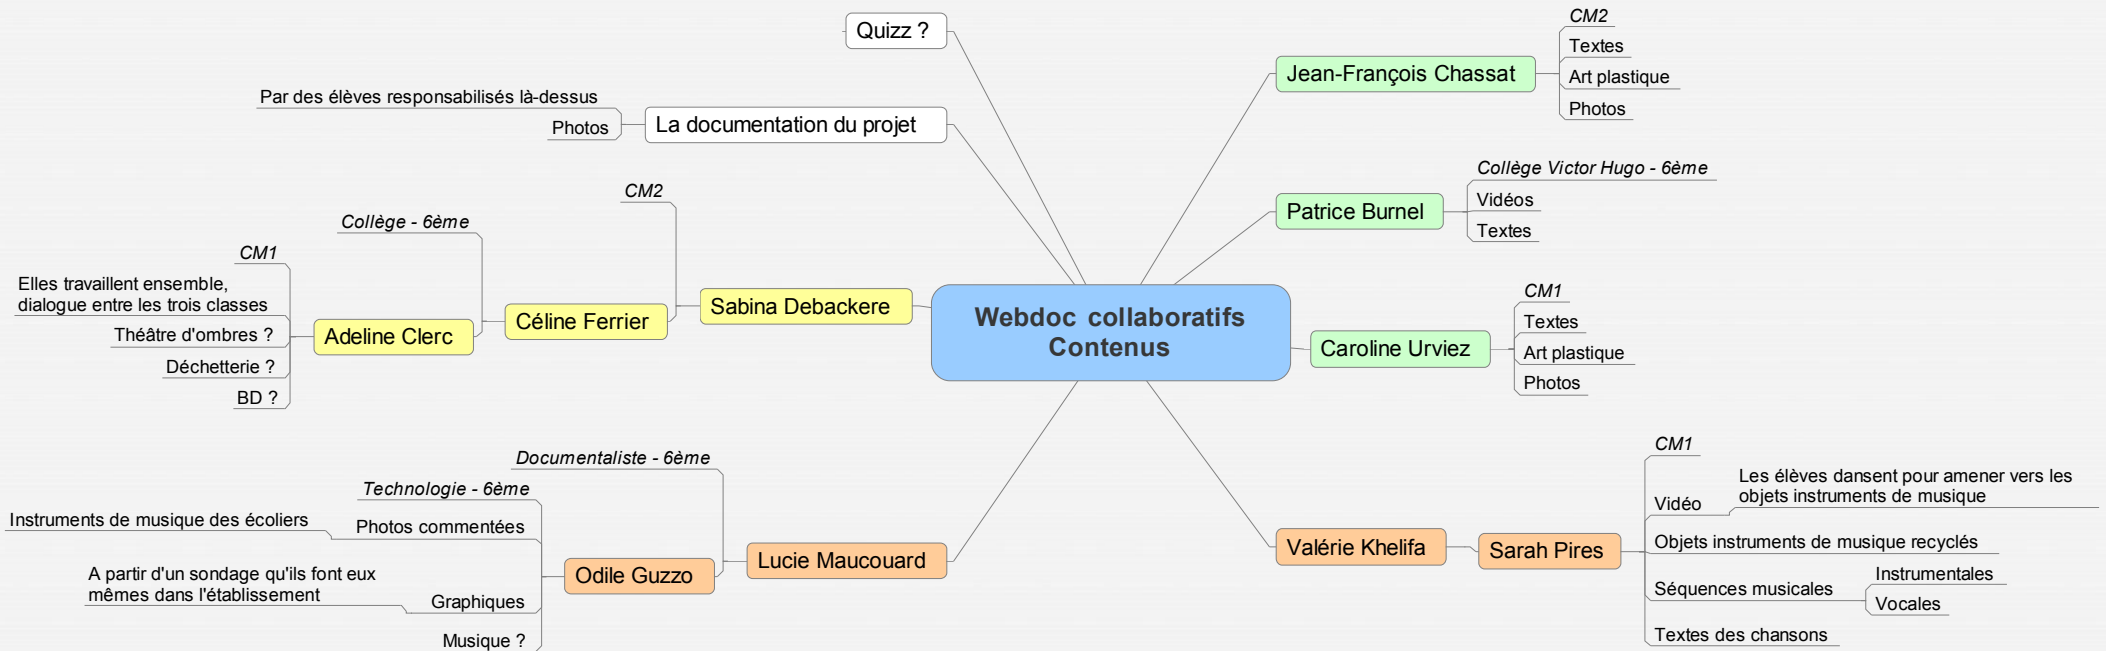 Webdoc collaboratifs
Contenus
Quizz ?
La documentation du projet
Par des élèves responsabilisés là-dessus
Photos
Sabina Debackere
CM2
Céline Ferrier
Collège - 6ème
Adeline Clerc
CM1
Elles travaillent ensemble,
dialogue entre les trois classes
Théâtre d'ombres ?
Déchetterie ?
BD ?
Lucie Maucouard
Documentaliste - 6ème
Odile Guzzo
Technologie - 6ème
Photos commentées
Instruments de musique des écoliers
Graphiques
A partir d'un sondage qu'ils font eux
mêmes dans l'établissement
Musique ?
Jean-François Chassat
CM2
Textes
Art plastique
Photos
Patrice Burnel
Collège Victor Hugo - 6ème
Vidéos
Textes
Caroline Urviez
CM1
Textes
Art plastique
Photos
Valérie Khelifa
Sarah Pires
CM1
Vidéo
Les élèves dansent pour amener vers les
objets instruments de musique
Objets instruments de musique recyclés
Séquences musicales
Instrumentales
Vocales
Textes des chansons